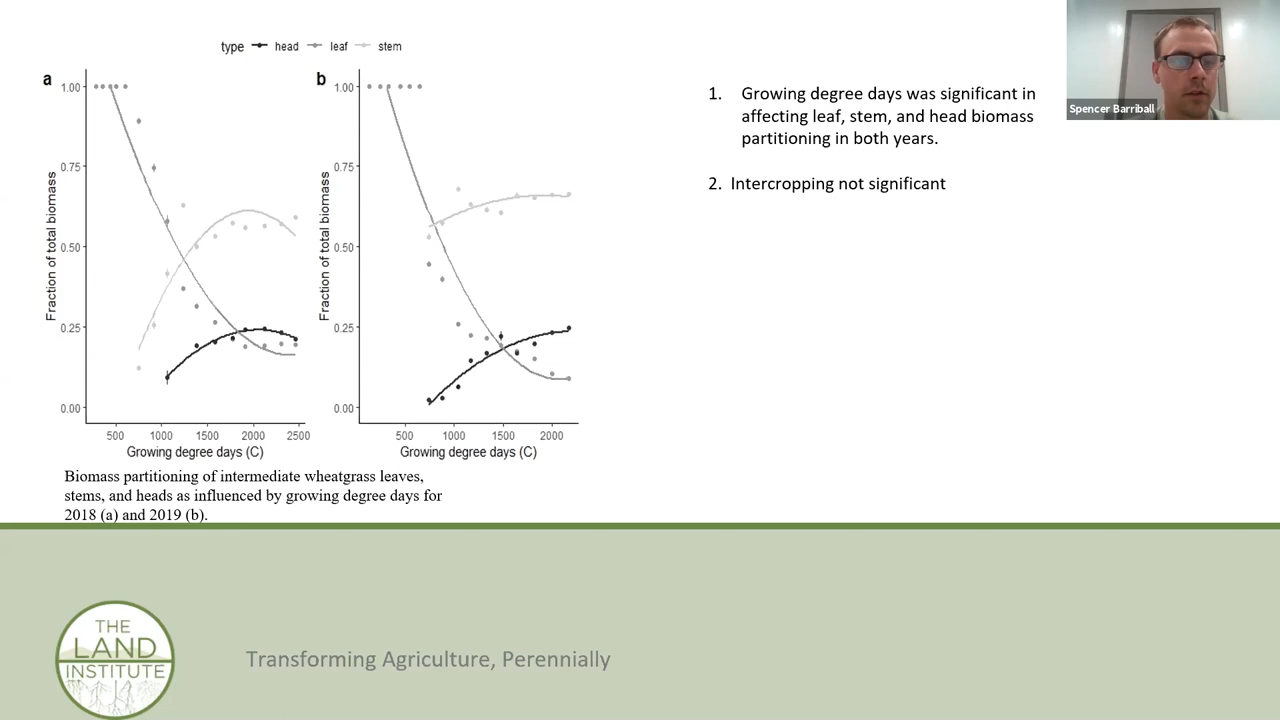 type head leaf stem
a
b
1.00
0.75
0.50
0.25
0.00
Fraction of total biomass
500 1000 1500 2000 2500
Growing degree days (C)
1.00
0.75
0.50
0.25
0.00
Fraction of total biomass
500 1000 1500 2000
Growing degree days (C)
Biomass partitioning of intermediate wheatgrass leaves,
stems, and heads as influenced by growing degree days for
2018 (a) and 2019 (b).
1. Growing degree days was significant in
affecting leaf, stem, and head biomass
partitioning in both years.
2. Intercropping not significant
Spencer Barriball
THE
LAND
INSTITUTE
Transforming Agriculture, Perennially